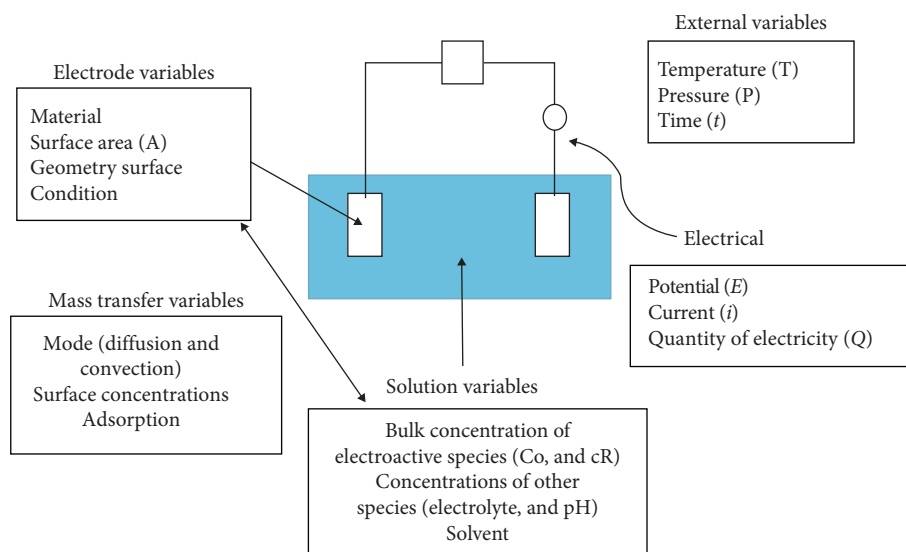 External variables
Temperature (T)
Pressure (P)
Time (t)
Electrode variables
Material
Surface area (A)
Geometry surface
Condition
Electrical
Potential (E)
Current (i)
Quantity of electricity (Q)
Mass transfer variables
Mode (diffusion and
convection)
Surface concentrations
Adsorption
Solution variables
Bulk concentration of
electroactive species (Co, and cR)
Concentrations of other
species (electrolyte, and pH)
Solvent